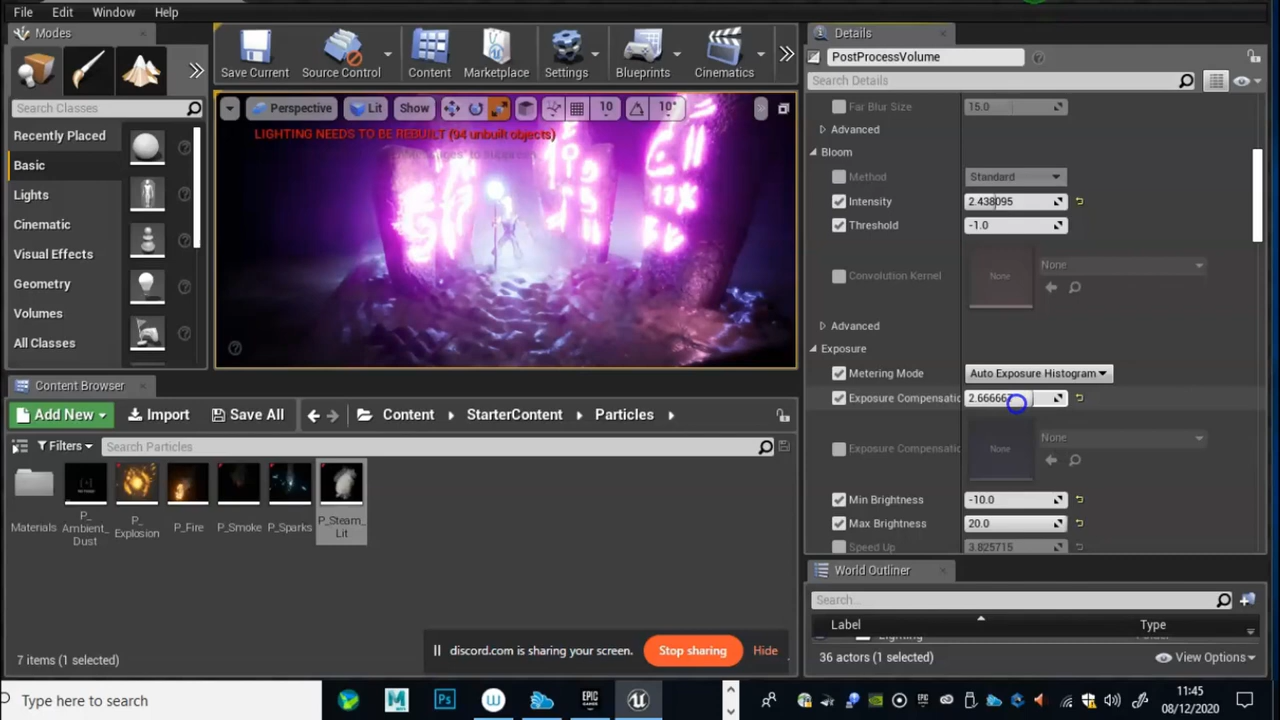 File Edit Window Help
Modes
Search Classes
Recently Placed
Basic
Lights
Cinematic
Visual Effects
Geometry
Volumes
All Classes
Save Current Source Control Content Marketplace Settings Blueprints Cinematics
Perspective Lit Show 10 10°
LIGHTING NEEDS TO BE REBUILT (94 unbuilt objects)
Content Browser
Add New Import Save All Content StarterContent Particles
Filters Search Particles
Materials
P_Ambient_Dust
P_Explosion
P_Fire
P_Smoke
P_Sparks
P_Steam_Lit
7 items (1 selected)
Details
PostProcessVolume
Search Details
Far Blur Size 15.0
Advanced
Bloom
Method Standard
Intensity 2.438095
Threshold -1.0
Convolution Kernel None None
Advanced
Exposure
Metering Mode Auto Exposure Histogram
Exposure Compensatic 2.66666
Exposure Compensatic None None
Min Brightness -10.0
Max Brightness 20.0
Speed Up 3.825715
World Outliner
Search...
Label Type
36 actors (1 selected) View Options
discord.com is sharing your screen. Stop sharing Hide
Type here to search
11:45
08/12/2020